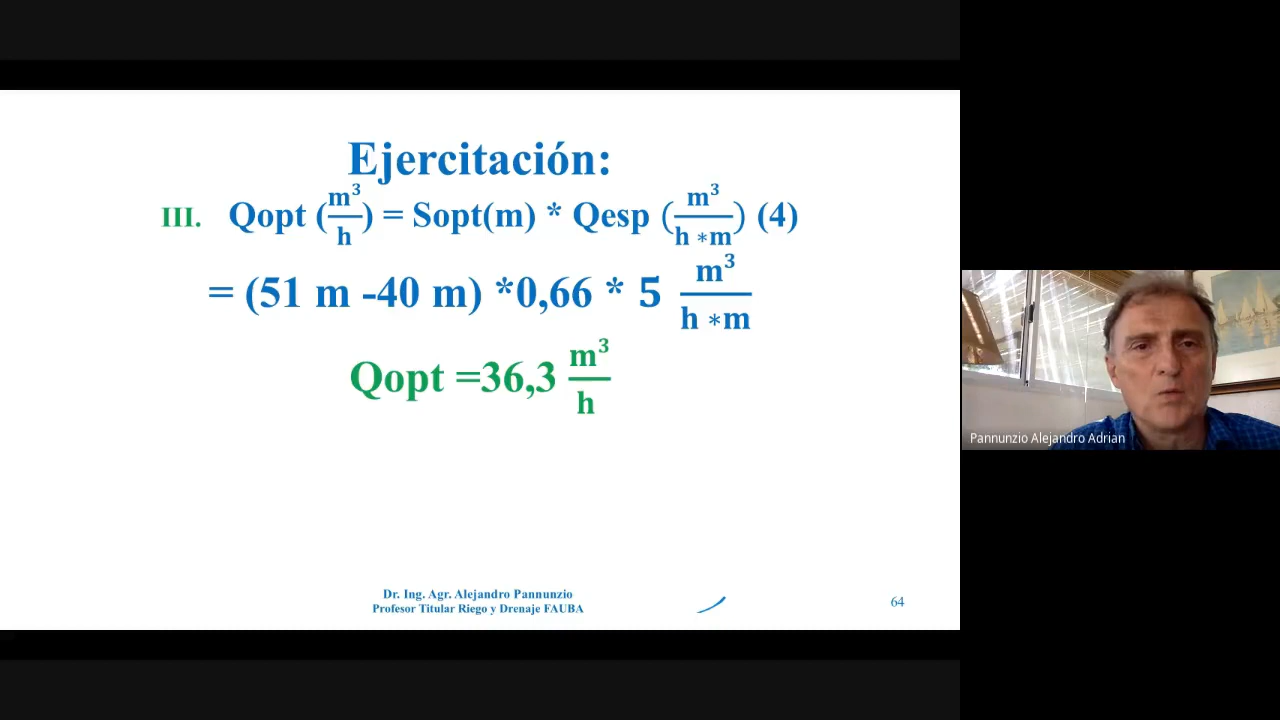 Ejercitación:
III. Qopt (m³/h) = Sopt(m) * Qesp (m³/h *m) (4)
= (51 m -40 m) *0,66 * 5 m³/h *m
Qopt =36,3 m³/h
Pannunzio Alejandro Adrian
Dr. Ing. Agr. Alejandro Pannunzio
Profesor Titular Riego y Drenaje FAUBA
64